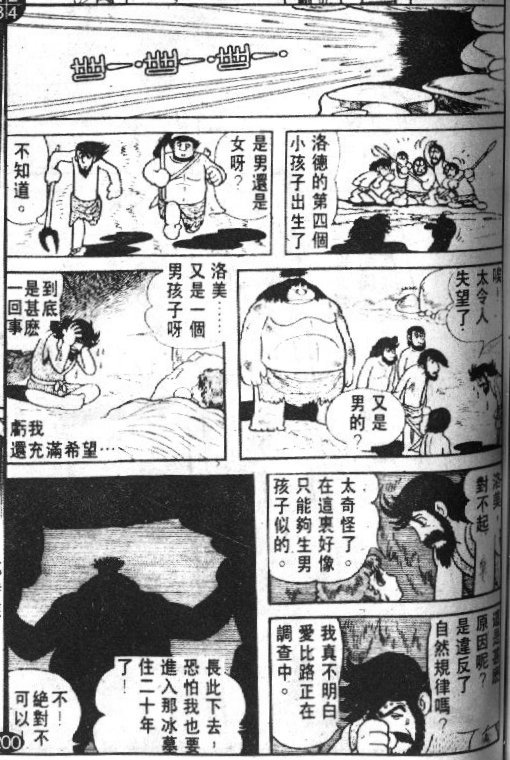 34
哇—哇—哇—
洛德的第四個
小孩子出生了
是男還是
女呀?
不知道。
唉!
太令人
失望了.
又是
男的?
洛美……
又是一個
男孩子呀
到底
是甚麽
一回事
虧我
還充滿希望…
洛美,
對不起
太奇怪了。
在這裏好像
只能夠生男
孩子似的。
原因呢?
是違反了
自然規律嗎?
我真不明白
愛比路正在
調查中。
長此下去,
恐怕我也要
進入那冰墓
住二十年
了!
不!
絕對不
可以!
00